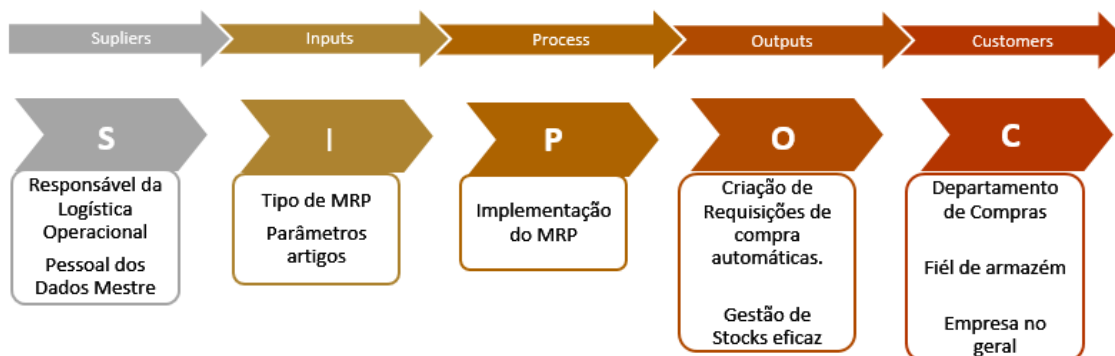 Supliers
Inputs
Process
Outputs
Customers
S
I
P
O
C
Responsável da
Logística
Operacional
Pessoal dos
Dados Mestre
Tipo de MRP
Parâmetros
artigos
Implementação
do MRP
Criação de
Requisições de
compra
automáticas.
Gestão de
Stocks eficaz
Departamento
de Compras
Fiél de armazém
Empresa no
geral